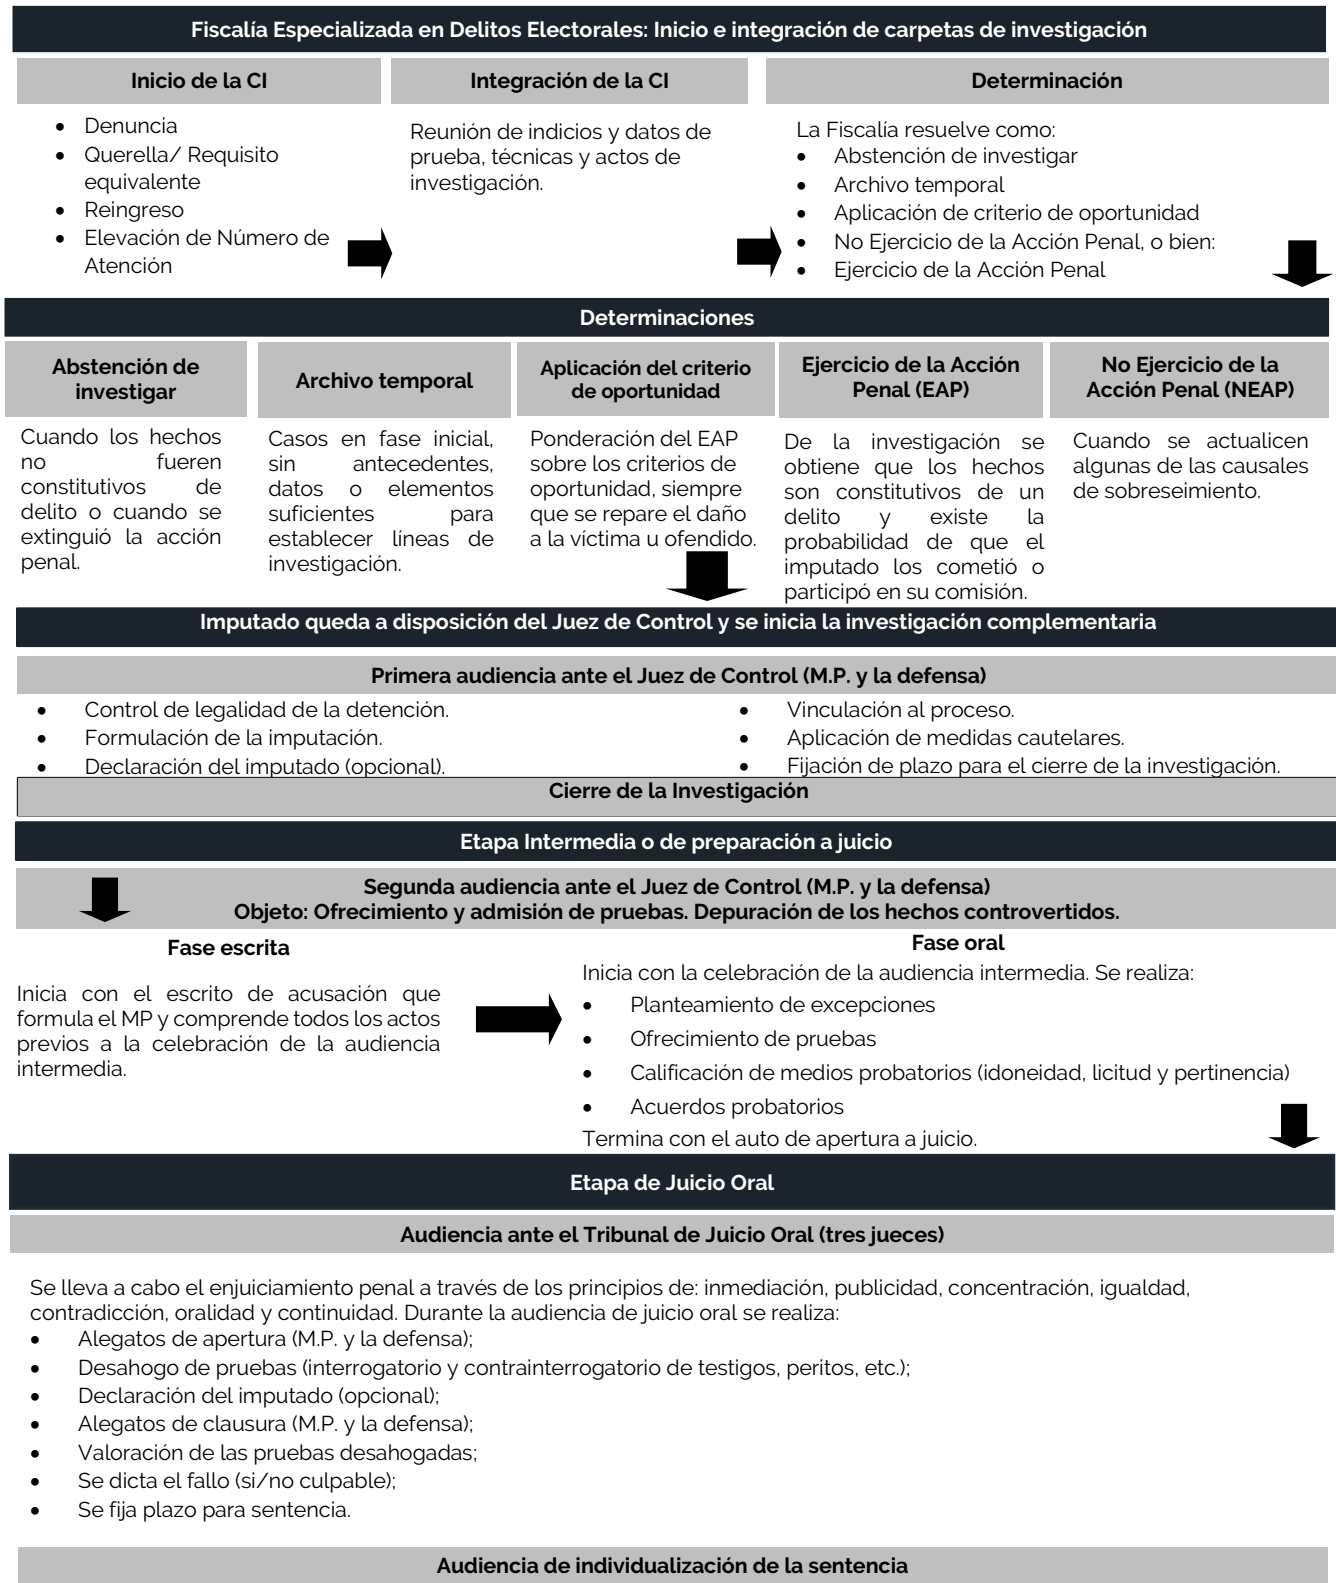 Fiscalía Especializada en Delitos Electorales: Inicio e integración de carpetas de investigación
Inicio de la CI
• Denuncia
• Querella/ Requisito
equivalente
• Reingreso
• Elevación de Número de
Atención
Integración de la CI
Reunión de indicios y datos de
prueba, técnicas y actos de
investigación.
Determinación
La Fiscalía resuelve como:
• Abstención de investigar
• Archivo temporal
• Aplicación de criterio de oportunidad
• No Ejercicio de la Acción Penal, o bien:
• Ejercicio de la Acción Penal
Determinaciones
Abstención de
investigar
Cuando los hechos
no fueren
constitutivos de
delito o cuando se
extinguió la acción
penal.
Archivo temporal
Casos en fase inicial,
sin antecedentes,
datos o elementos
suficientes para
establecer líneas de
investigación.
Aplicación del criterio
de oportunidad
Ponderación del EAP
sobre los criterios de
oportunidad, siempre
que se repare el daño
a la víctima u ofendido.
Ejercicio de la Acción
Penal (EAP)
De la investigación se
obtiene que los hechos
son constitutivos de un
delito y existe la
probabilidad de que el
imputado los cometió o
participó en su comisión.
No Ejercicio de la
Acción Penal (NEAP)
Cuando se actualicen
algunas de las causales
de sobreseimiento.
Imputado queda a disposición del Juez de Control y se inicia la investigación complementaria
Primera audiencia ante el Juez de Control (M.P. y la defensa)
• Control de legalidad de la detención.
• Formulación de la imputación.
• Declaración del imputado (opcional).
• Vinculación al proceso.
• Aplicación de medidas cautelares.
• Fijación de plazo para el cierre de la investigación.
Cierre de la Investigación
Etapa Intermedia o de preparación a juicio
Segunda audiencia ante el Juez de Control (M.P. y la defensa)
Objeto: Ofrecimiento y admisión de pruebas. Depuración de los hechos controvertidos.
Fase escrita
Inicia con el escrito de acusación que
formula el MP y comprende todos los actos
previos a la celebración de la audiencia
intermedia.
Fase oral
Inicia con la celebración de la audiencia intermedia. Se realiza:
• Planteamiento de excepciones
• Ofrecimiento de pruebas
• Calificación de medios probatorios (idoneidad, licitud y pertinencia)
• Acuerdos probatorios
Termina con el auto de apertura a juicio.
Etapa de Juicio Oral
Audiencia ante el Tribunal de Juicio Oral (tres jueces)
Se lleva a cabo el enjuiciamiento penal a través de los principios de: inmediación, publicidad, concentración, igualdad,
contradicción, oralidad y continuidad. Durante la audiencia de juicio oral se realiza:
• Alegatos de apertura (M.P. y la defensa);
• Desahogo de pruebas (interrogatorio y contrainterrogatorio de testigos, peritos, etc.);
• Declaración del imputado (opcional);
• Alegatos de clausura (M.P. y la defensa);
• Valoración de las pruebas desahogadas;
• Se dicta el fallo (si/no culpable);
• Se fija plazo para sentencia.
Audiencia de individualización de la sentencia